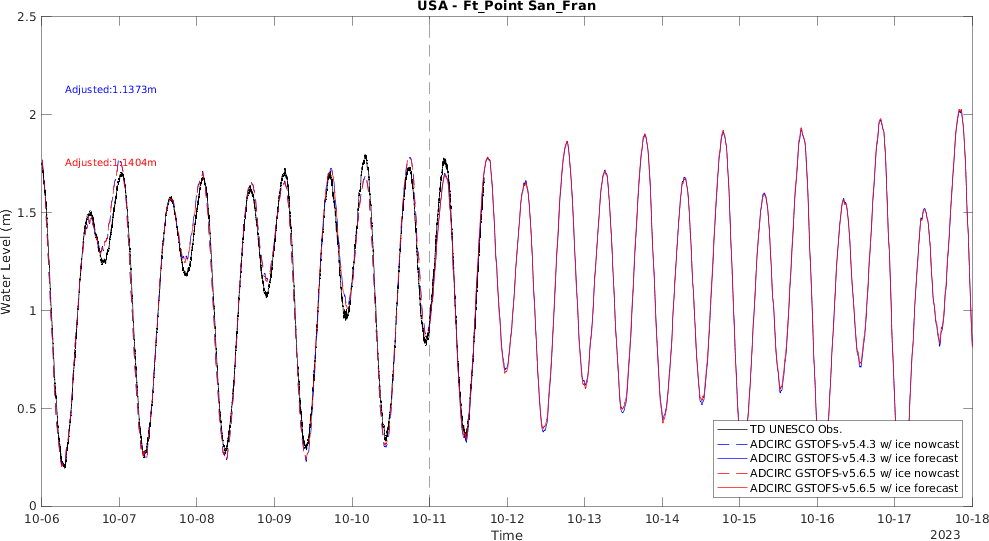 USA - Ft_Point San_Fran
2.5
Adjusted:1.1373m
2
Adjusted:1.1404m
1.5
Water Level (m)
1
0.5
TD UNESCO Obs.
ADCIRC GSTOFS-v5.4.3 w/ ice nowcast
ADCIRC GSTOFS-v5.4.3 w/ ice forecast
ADCIRC GSTOFS-v5.6.5 w/ ice nowcast
ADCIRC GSTOFS-v5.6.5 w/ ice forecast
0
10-06 10-07 10-08 10-09 10-10 10-11 10-12 10-13 10-14 10-15 10-16 10-17 10-18
Time
2023